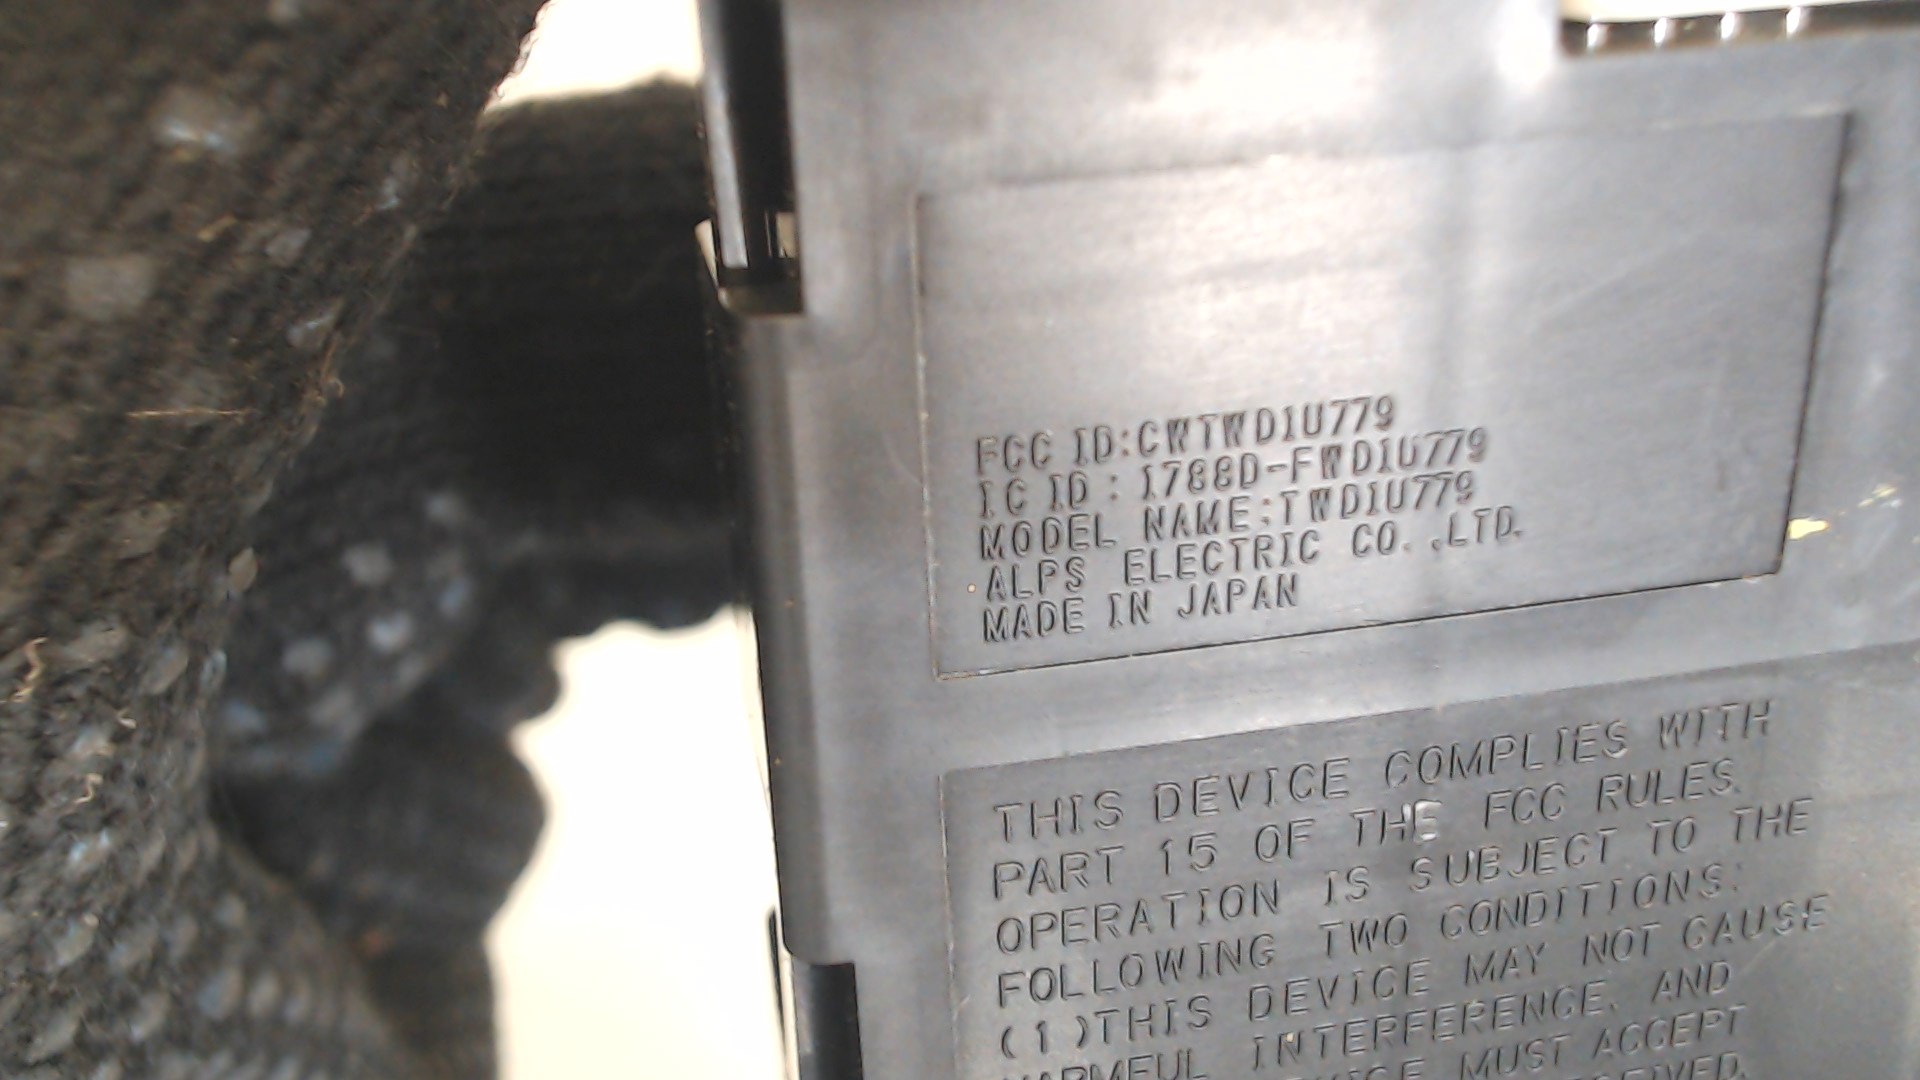 FCC ID:CWTWD1U779
IC ID : 1788D-FWD1U779
MODEL NAME:TWD1U779
ALPS ELECTRIC CO.,LTD.
MADE IN JAPAN
THIS DEVICE COMPLIES WITH
PART 15 OF THE FCC RULES.
OPERATION IS SUBJECT TO THE
FOLLOWING TWO CONDITIONS:
(1)THIS DEVICE MAY NOT CAUSE
HARMFUL INTERFERENCE, AND
MUST ACCEPT